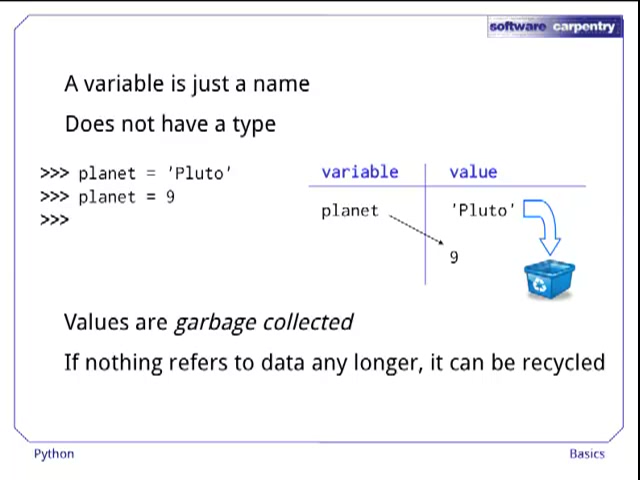 software carpentry
A variable is just a name
Does not have a type
>>> planet = 'Pluto'
>>> planet = 9
>>>
variable value
planet 'Pluto'
9
Values are garbage collected
If nothing refers to data any longer, it can be recycled
Python Basics